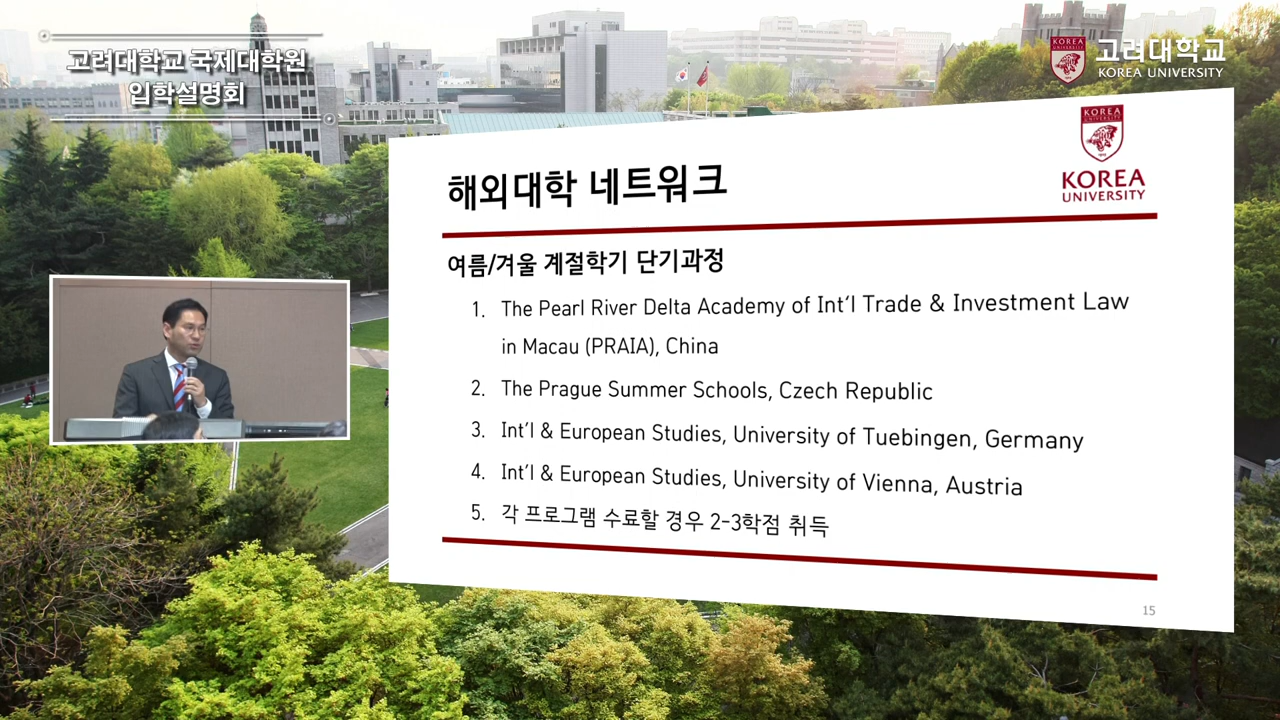 고려대학교 국제대학원
입학설명회
KOREA
고려대학교
KOREA UNIVERSITY
KOREA
UNIVERSITY
KOREA
UNIVERSITY
해외대학 네트워크
여름/겨울 계절학기 단기과정
1. The Pearl River Delta Academy of Int'l Trade & Investment Law
in Macau (PRAIA), China
2. The Prague Summer Schools, Czech Republic
3. Int'l & European Studies, University of Tuebingen, Germany
4. Int'l & European Studies, University of Vienna, Austria
5. 각 프로그램 수료할 경우 2-3학점 취득
15